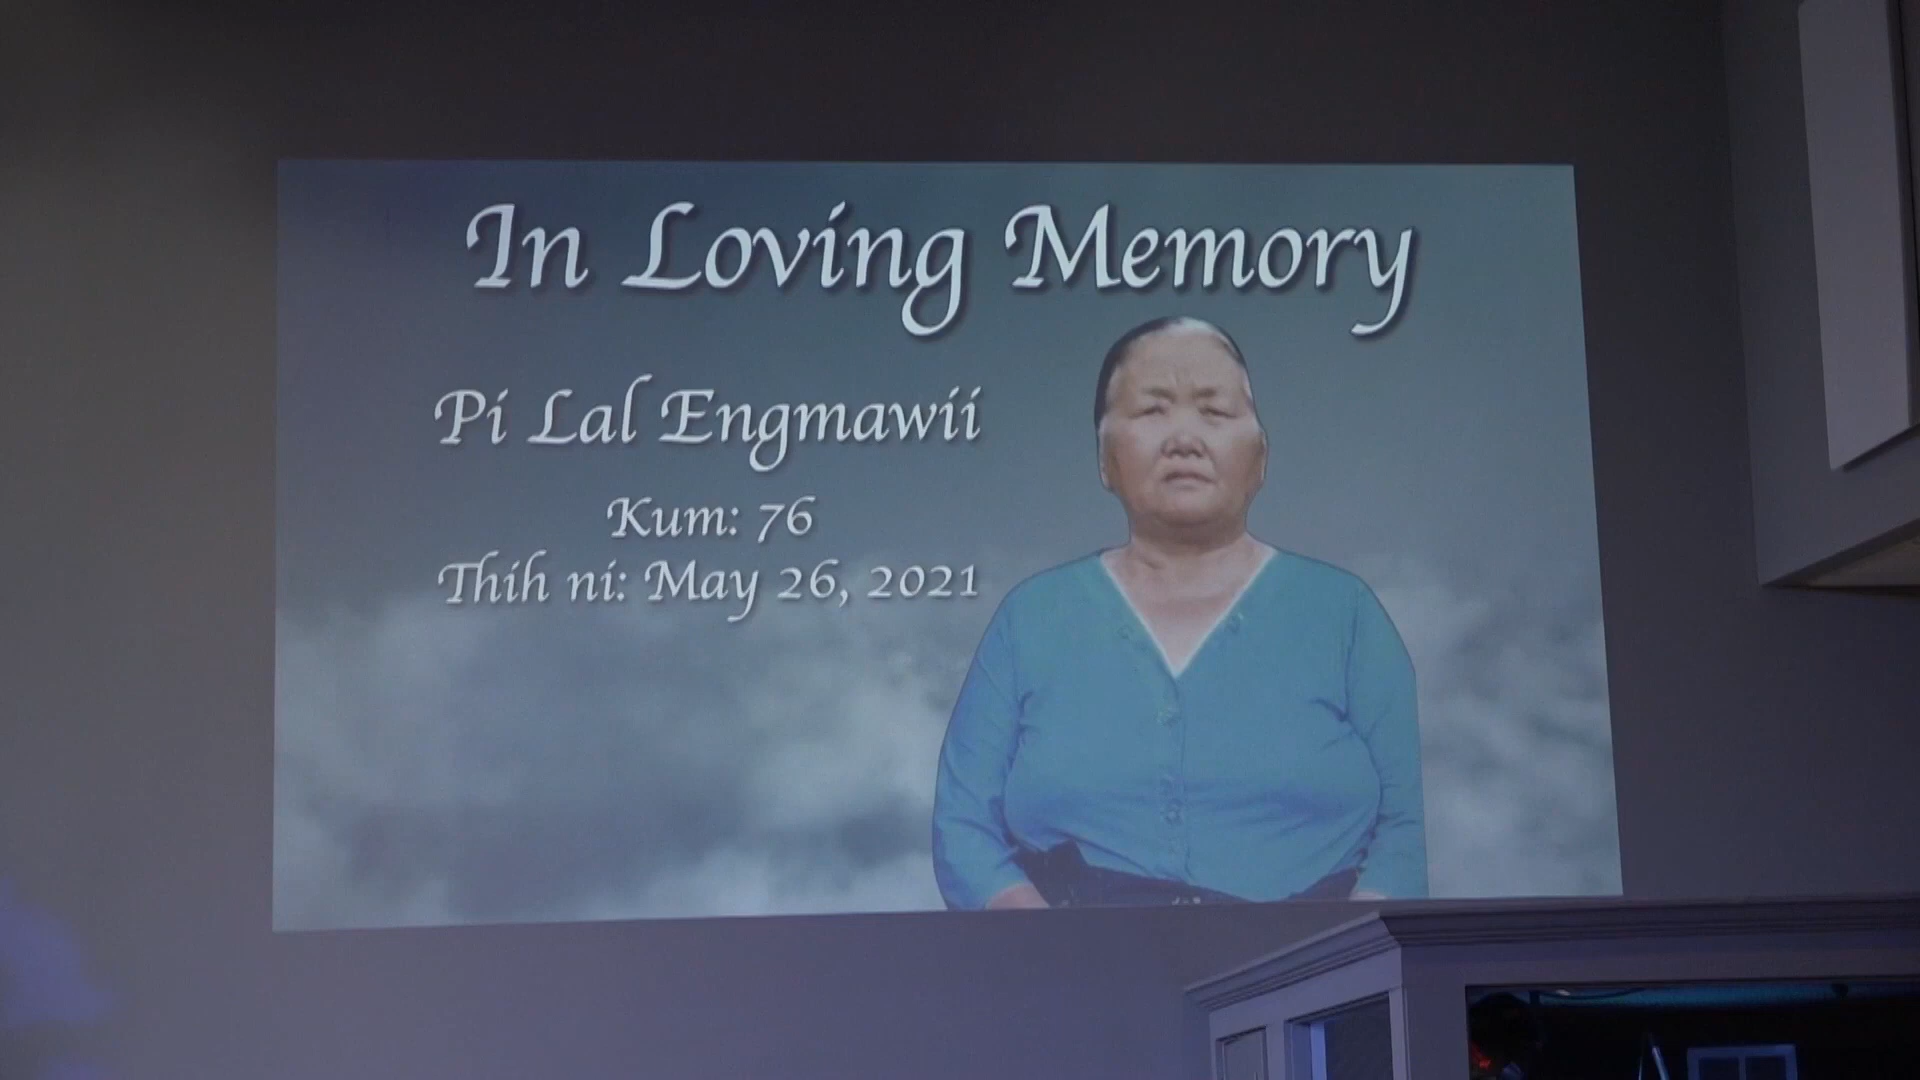 In Loving Memory
Pi Lal Engmawii
Kum: 76
Thih ni: May 26, 2021